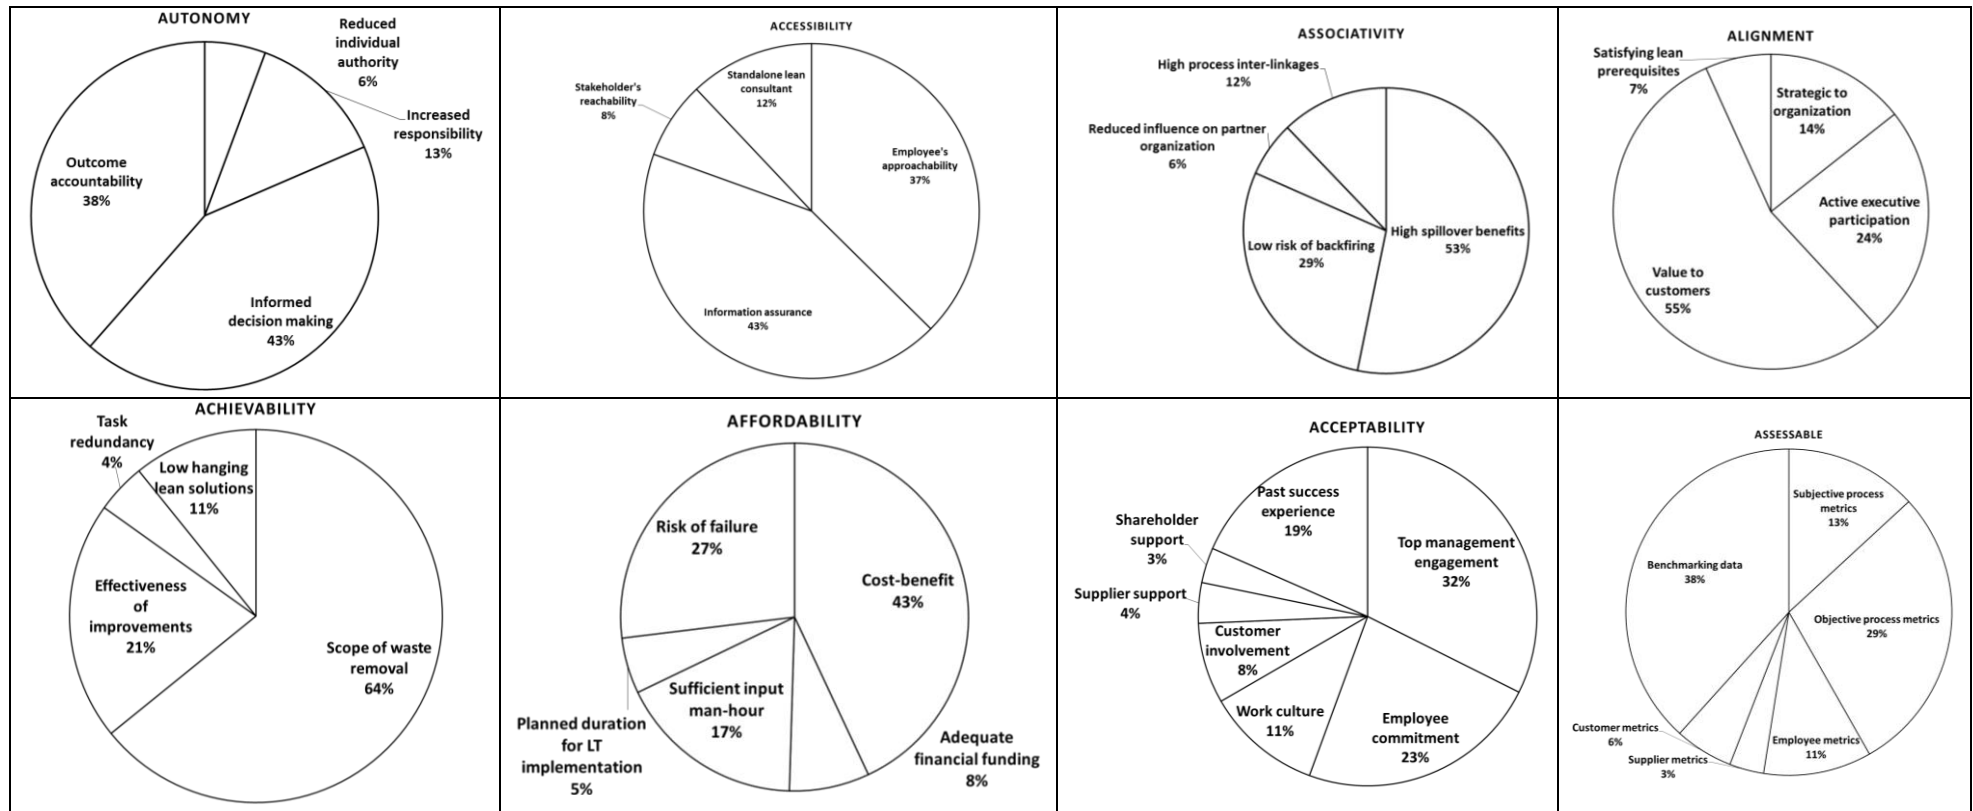 AUTONOMY
Reduced
individual
authority
6%
Increased
responsibility
13%
Informed
decision making
43%
Outcome
accountability
38%
ACCESSIBILITY
Employee's
approachability
37%
Information assurance
43%
Stakeholder's
reachability
8%
Standalone lean
consultant
12%
ASSOCIATIVITY
High spillover benefits
53%
Low risk of backfiring
29%
Reduced influence on partner
organization
6%
High process inter-linkages
12%
ALIGNMENT
Strategic to
organization
14%
Active executive
participation
24%
Value to
customers
55%
Satisfying lean
prerequisites
7%
ACHIEVABILITY
Scope of waste
removal
64%
Effectiveness
of
improvements
21%
Task
redundancy
4%
Low hanging
lean solutions
11%
AFFORDABILITY
Cost-benefit
43%
Adequate
financial funding
8%
Sufficient input
man-hour
17%
Planned duration
for LT
implementation
5%
Risk of failure
27%
ACCEPTABILITY
Top management
engagement
32%
Employee
commitment
23%
Work culture
11%
Customer
involvement
8%
Supplier support
4%
Shareholder
support
3%
Past success
experience
19%
ASSESSABLE
Subjective process
metrics
13%
Objective process metrics
29%
Employee metrics
11%
Supplier metrics
3%
Customer metrics
6%
Benchmarking data
38%